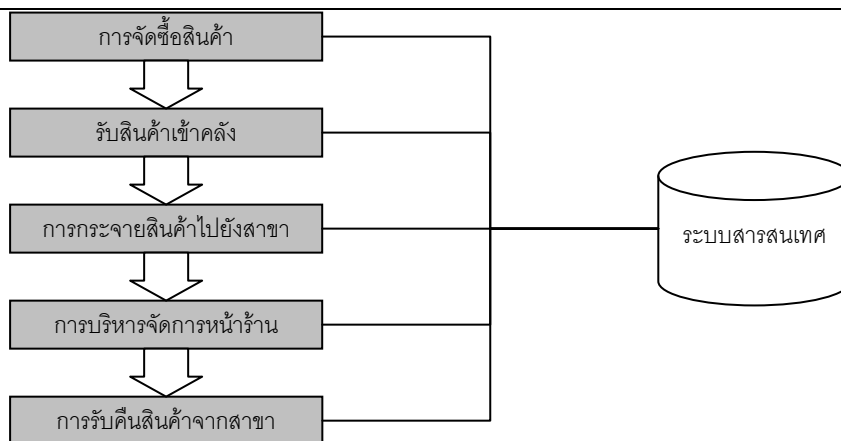 การจัดซื้อสินค้า
รับสินค้าเข้าคลัง
การกระจายสินค้าไปยังสาขา
ระบบสารสนเทศ
การบริหารจัดการหน้าร้าน
การรับคืนสินค้าจากสาขา